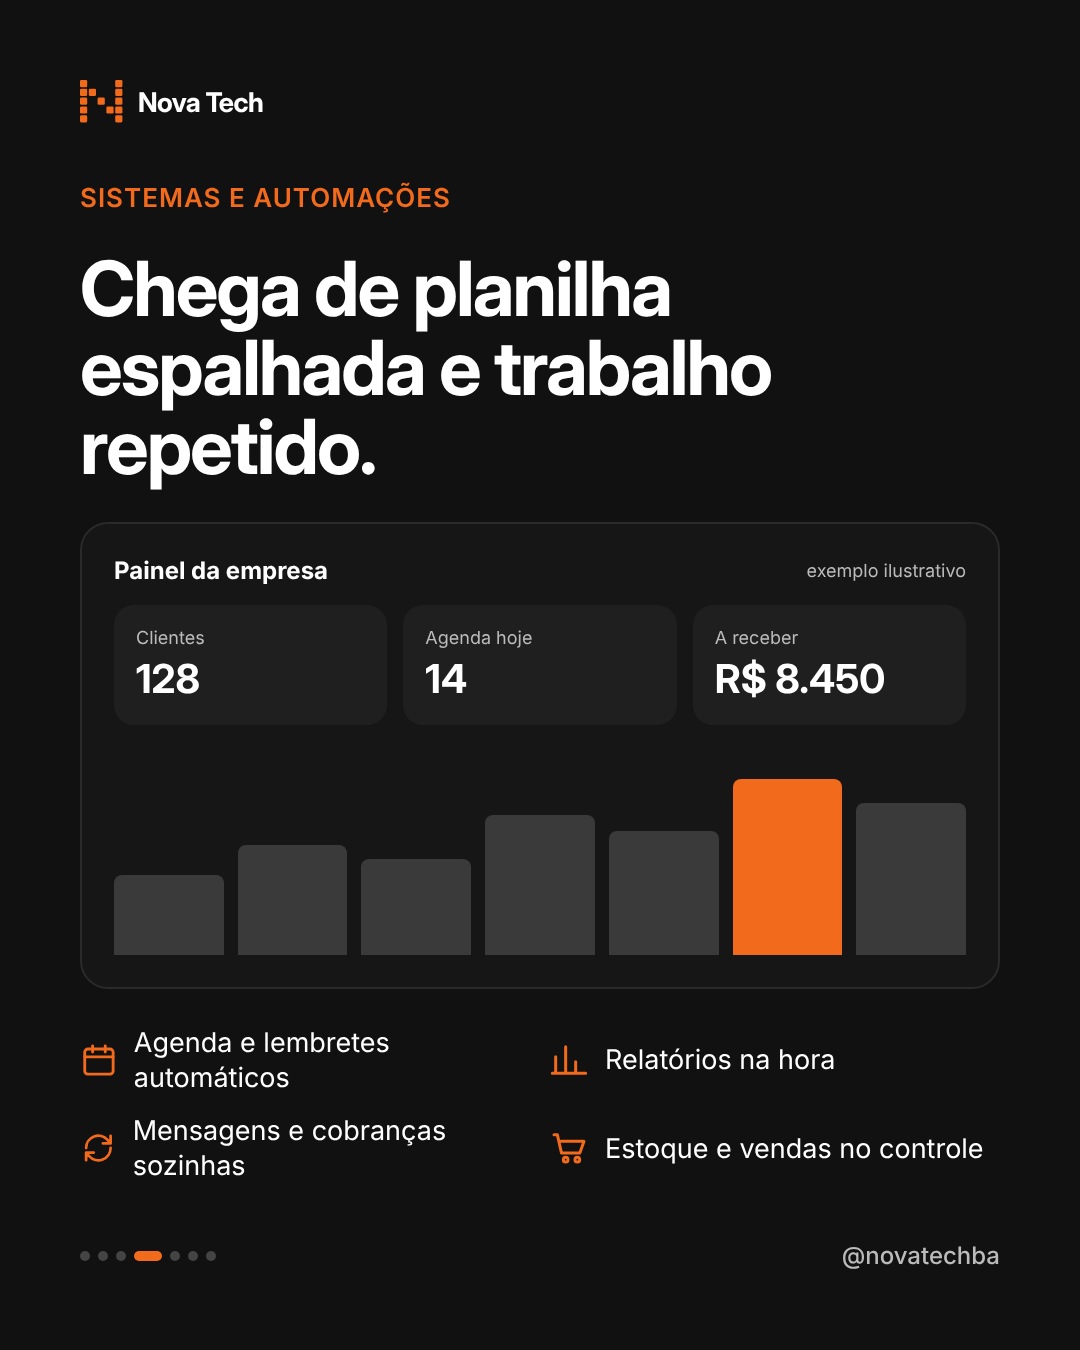 Nova Tech
SISTEMAS E AUTOMAÇÕES
Chega de planilha
espalhada e trabalho
repetido.
Painel da empresa
exemplo ilustrativo
Clientes
128
Agenda hoje
14
A receber
R$ 8.450
Agenda e lembretes
automáticos
Relatórios na hora
Mensagens e cobranças
sozinhas
Estoque e vendas no controle
@novatechba